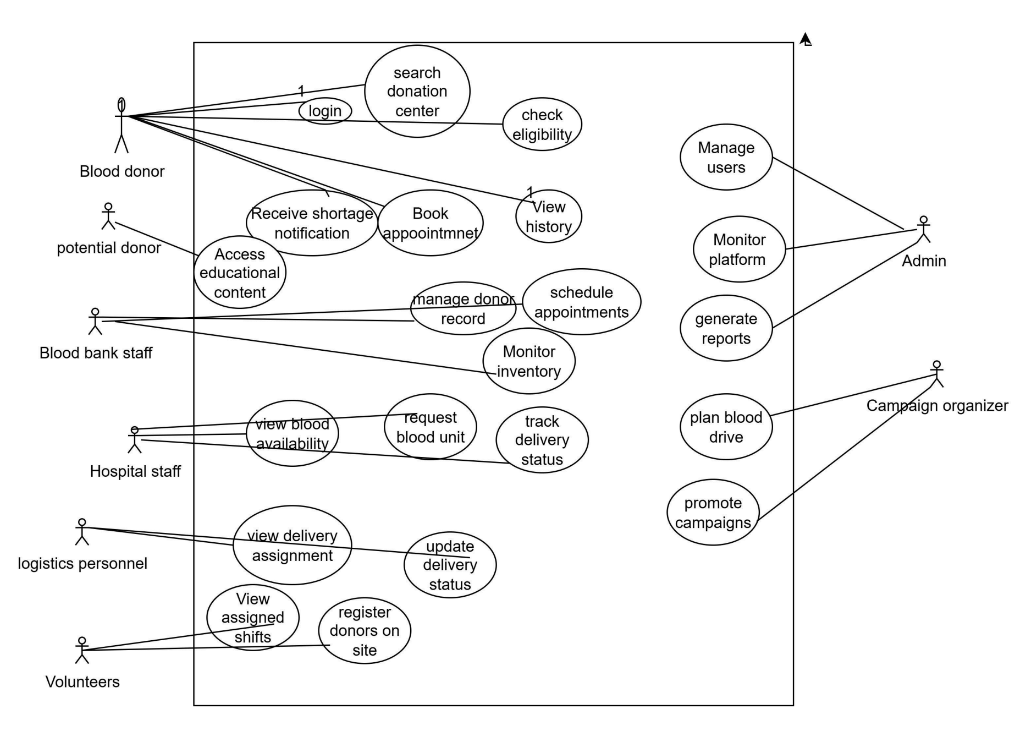 search
donation
center
1
login
check
eligibility
Blood donor
Manage
users
1
View
history
Receive shortage
notification
Book
appoointmnet
potential donor
Access
educational
content
Monitor
platform
Admin
manage donor
record
schedule
appointments
generate
reports
Blood bank staff
Monitor
inventory
Campaign organizer
plan blood
drive
view blood
availability
request
blood unit
track
delivery
status
Hospital staff
promote
campaigns
logistics personnel
view delivery
assignment
update
delivery
status
View
assigned
shifts
register
donors on
site
Volunteers